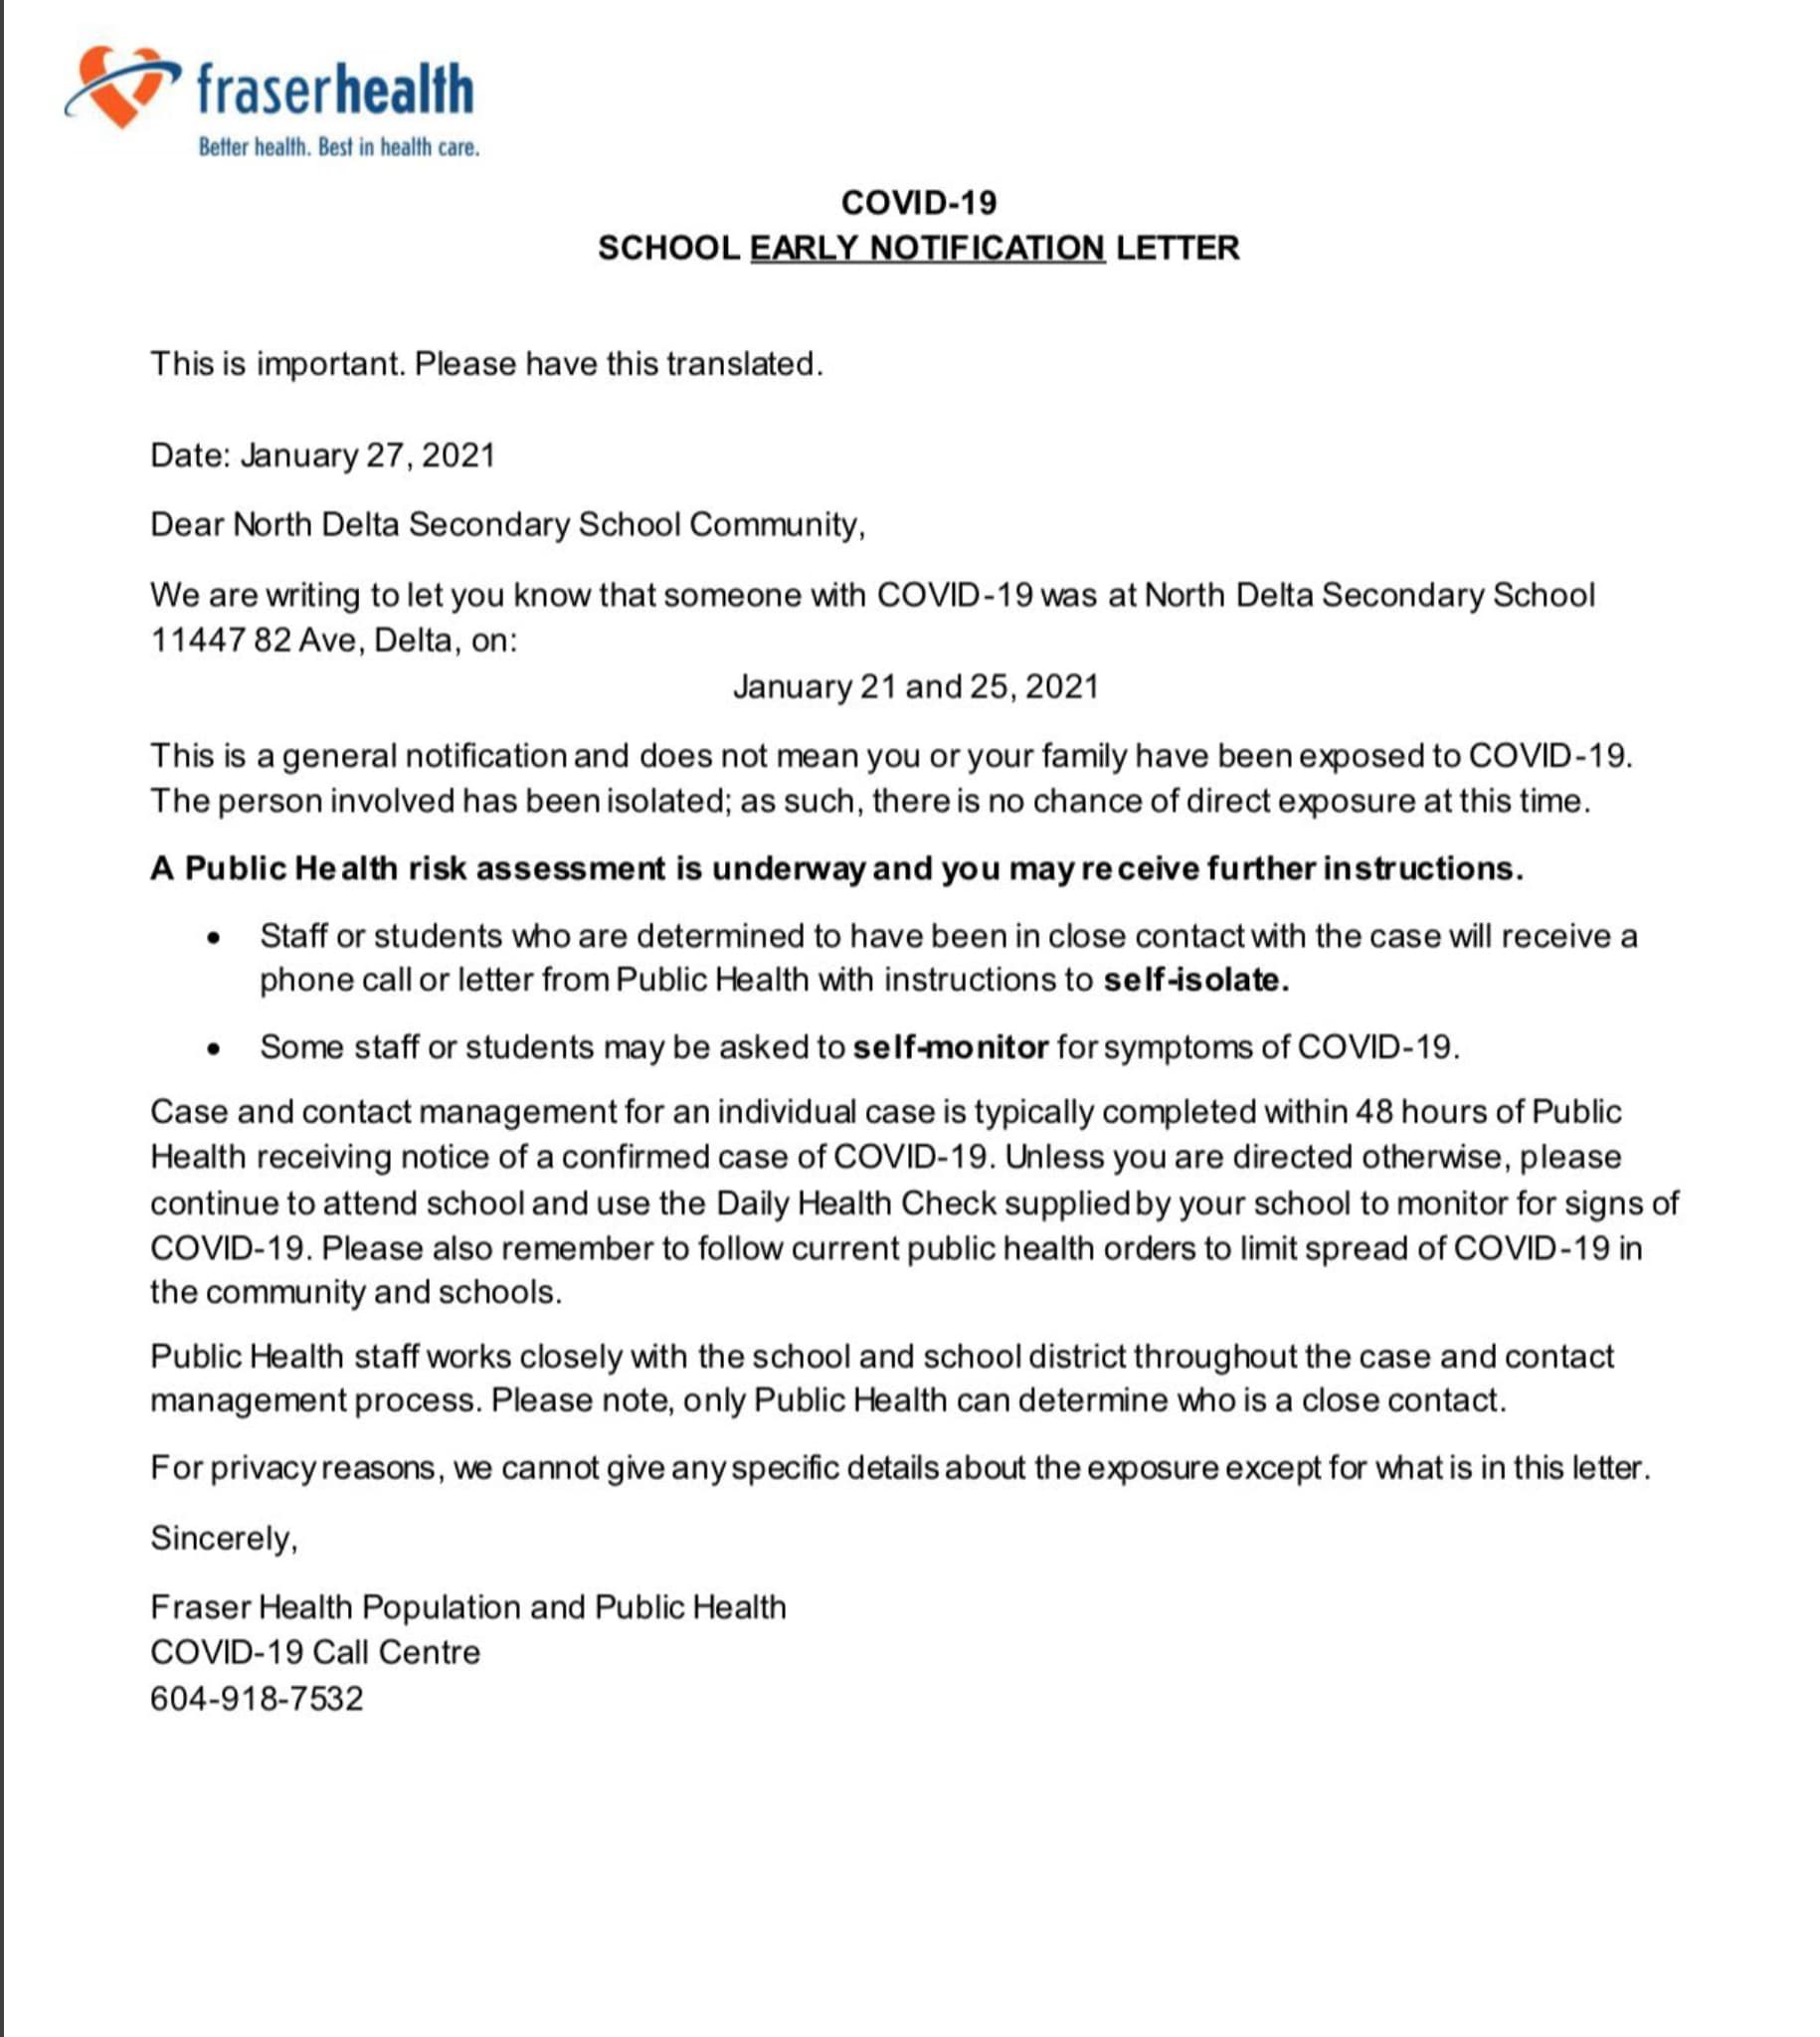 fraserhealth
Better health. Best in health care.
COVID-19
SCHOOL EARLY NOTIFICATION LETTER
This is important. Please have this translated.
Date: January 27, 2021
Dear North Delta Secondary School Community,
We are writing to let you know that someone with COVID-19 was at North Delta Secondary School
11447 82 Ave, Delta, on:
January 21 and 25, 2021
This is a general notification and does not mean you or your family have been exposed to COVID-19.
The person involved has been isolated; as such, there is no chance of direct exposure at this time.
A Public Health risk assessment is underway and you may receive further instructions.
• Staff or students who are determined to have been in close contact with the case will receive a
phone call or letter from Public Health with instructions to self-isolate.
• Some staff or students may be asked to self-monitor for symptoms of COVID-19.
Case and contact management for an individual case is typically completed within 48 hours of Public
Health receiving notice of a confirmed case of COVID-19. Unless you are directed otherwise, please
continue to attend school and use the Daily Health Check supplied by your school to monitor for signs of
COVID-19. Please also remember to follow current public health orders to limit spread of COVID-19 in
the community and schools.
Public Health staff works closely with the school and school district throughout the case and contact
management process. Please note, only Public Health can determine who is a close contact.
For privacy reasons, we cannot give any specific details about the exposure except for what is in this letter.
Sincerely,
Fraser Health Population and Public Health
COVID-19 Call Centre
604-918-7532